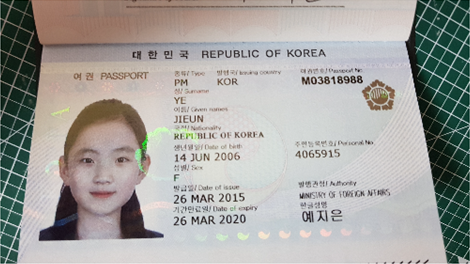 대한민국 REPUBLIC OF KOREA
여권 PASSPORT
종류/Type 발행국/Issuing country 여권번호/Passport No.
PM KOR M03818988
성/Surname
YE
이름/Given names
JIEUN
국적/Nationality
REPUBLIC OF KOREA
생년월일/Date of birth 주민등록번호/Personal No.
14 JUN 2006 4065915
성별/Sex
F
발급일/Date of issue 발행관청/Authority
26 MAR 2015 MINISTRY OF FOREIGN AFFAIRS
기간만료일/Date of expiry 한글성명
26 MAR 2020 예지은